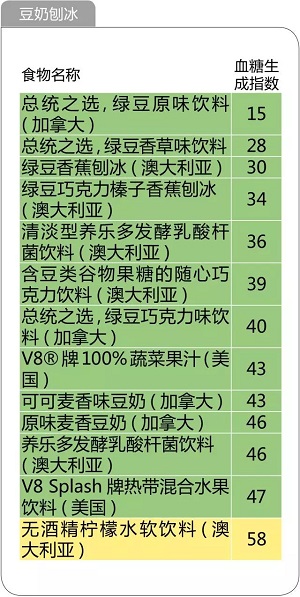 豆奶刨冰
食物名称
血糖生
成指数
总统之选,绿豆原味饮料
(加拿大)
15
总统之选,绿豆香草味饮料
28
绿豆香蕉刨冰(澳大利亚)
30
绿豆巧克力榛子香蕉刨冰
(澳大利亚)
34
清淡型养乐多发酵乳酸杆
菌饮料(澳大利亚)
36
含豆类谷物果糖的随心巧
克力饮料(澳大利亚)
39
总统之选,绿豆巧克力味饮
料(加拿大)
40
V8®牌100%蔬菜果汁(美
国)
43
可可麦香味豆奶(加拿大)
43
原味麦香豆奶(加拿大)
46
养乐多发酵乳酸杆菌饮料
(澳大利亚)
46
V8 Splash牌热带混合水果
饮料(美国)
47
无酒精柠檬水软饮料(澳
大利亚)
58